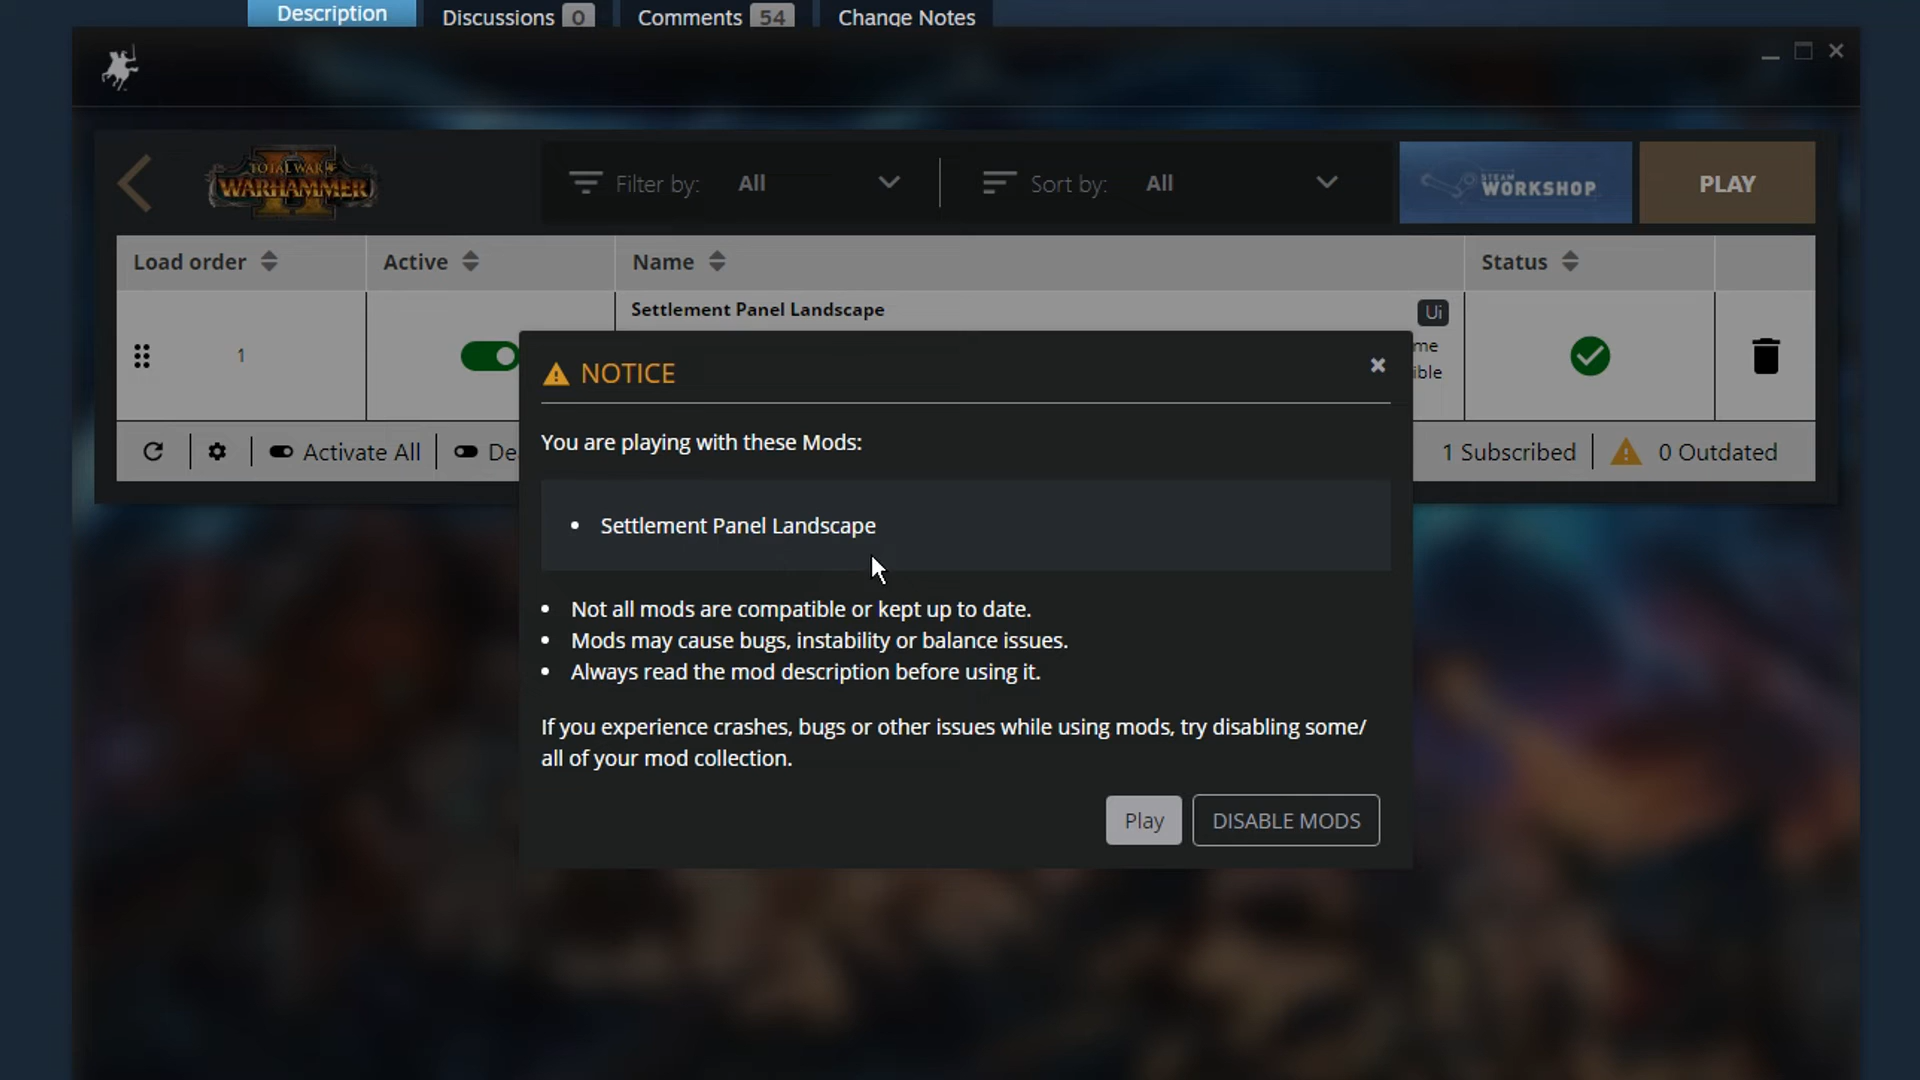 Description Discussions 0 Comments 54 Change Notes
TOTAL WAR
WARHAMMER
II
Filter by: All Sort by: All STEAM WORKSHOP PLAY
Load order Active Name Status
Settlement Panel Landscape Ui
me
1
ible
NOTICE
You are playing with these Mods:
Activate All De 1 Subscribed 0 Outdated
• Settlement Panel Landscape
• Not all mods are compatible or kept up to date.
• Mods may cause bugs, instability or balance issues.
• Always read the mod description before using it.
If you experience crashes, bugs or other issues while using mods, try disabling some/
all of your mod collection.
Play DISABLE MODS